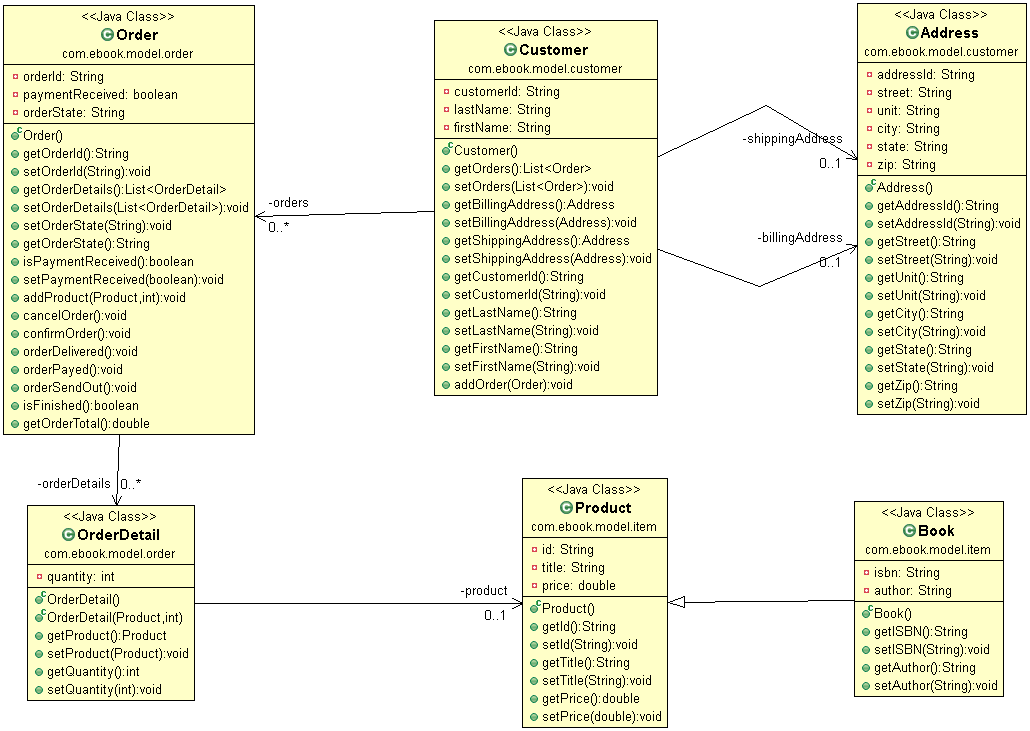 <<Java Class>>
Order
com.ebook.model.order
orderId: String
paymentReceived: boolean
orderState: String
Order()
getOrderId():String
setOrderId(String):void
getOrderDetails():List<OrderDetail>
setOrderDetails(List<OrderDetail>):void
setOrderState(String):void
getOrderState():String
isPaymentReceived():boolean
setPaymentReceived(boolean):void
addProduct(Product,int):void
cancelOrder():void
confirmOrder():void
orderDelivered():void
orderPayed():void
orderSendOut():void
isFinished():boolean
getOrderTotal():double
-orders
0..*
<<Java Class>>
Customer
com.ebook.model.customer
customerId: String
lastName: String
firstName: String
Customer()
getOrders():List<Order>
setOrders(List<Order>):void
getBillingAddress():Address
setBillingAddress(Address):void
getShippingAddress():Address
setShippingAddress(Address):void
getCustomerId():String
setCustomerId(String):void
getLastName():String
setLastName(String):void
getFirstName():String
setFirstName(String):void
addOrder(Order):void
-shippingAddress
0..1
-billingAddress
0..1
<<Java Class>>
Address
com.ebook.model.customer
addressId: String
street: String
unit: String
city: String
state: String
zip: String
Address()
getAddressId():String
setAddressId(String):void
getStreet():String
setStreet(String):void
getUnit():String
setUnit(String):void
getCity():String
setCity(String):void
getState():String
setState(String):void
getZip():String
setZip(String):void
-orderDetails
0..*
<<Java Class>>
OrderDetail
com.ebook.model.order
quantity: int
OrderDetail()
OrderDetail(Product,int)
getProduct():Product
setProduct(Product):void
getQuantity():int
setQuantity(int):void
-product
0..1
<<Java Class>>
Product
com.ebook.model.item
id: String
title: String
price: double
Product()
getId():String
setId(String):void
getTitle():String
setTitle(String):void
getPrice():double
setPrice(double):void
<<Java Class>>
Book
com.ebook.model.item
isbn: String
author: String
Book()
getISBN():String
setISBN(String):void
getAuthor():String
setAuthor(String):void